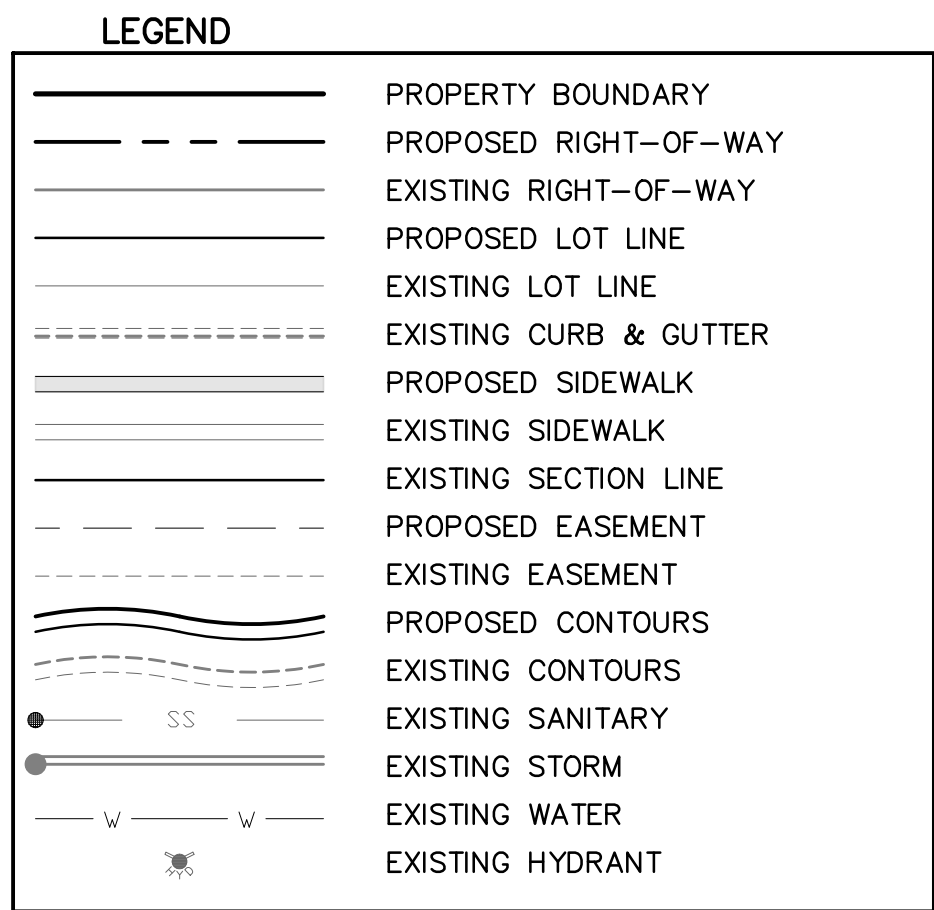 LEGEND
PROPERTY BOUNDARY
PROPOSED RIGHT-OF-WAY
EXISTING RIGHT-OF-WAY
PROPOSED LOT LINE
EXISTING LOT LINE
EXISTING CURB & GUTTER
PROPOSED SIDEWALK
EXISTING SIDEWALK
EXISTING SECTION LINE
PROPOSED EASEMENT
EXISTING EASEMENT
PROPOSED CONTOURS
EXISTING CONTOURS
SS EXISTING SANITARY
EXISTING STORM
W W EXISTING WATER
HYD EXISTING HYDRANT